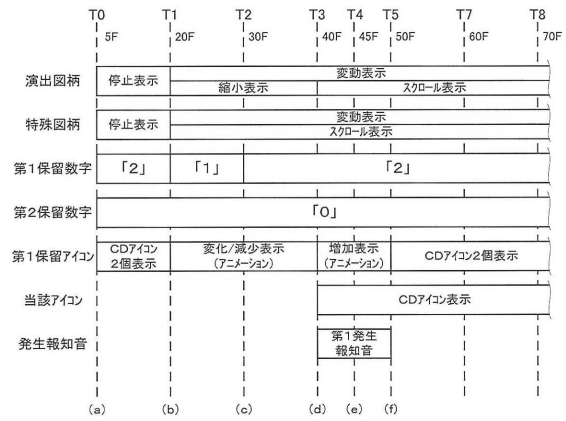 T0 T1 T2 T3 T4 T5 T7 T8
5F 20F 30F 40F 45F 50F 60F 70F
演出図柄 停止表示 変動表示
縮小表示 スクロール表示
特殊図柄 停止表示 変動表示
スクロール表示
第1保留数字 「2」 「1」 「2」
第2保留数字 「0」
第1保留アイコン CDアイコン 2個表示 変化/減少表示 (アニメーション) 増加表示 (アニメーション) CDアイコン2個表示
当該アイコン CDアイコン表示
発生報知音 第1発生 報知音
(a) (b) (c) (d) (e) (f)